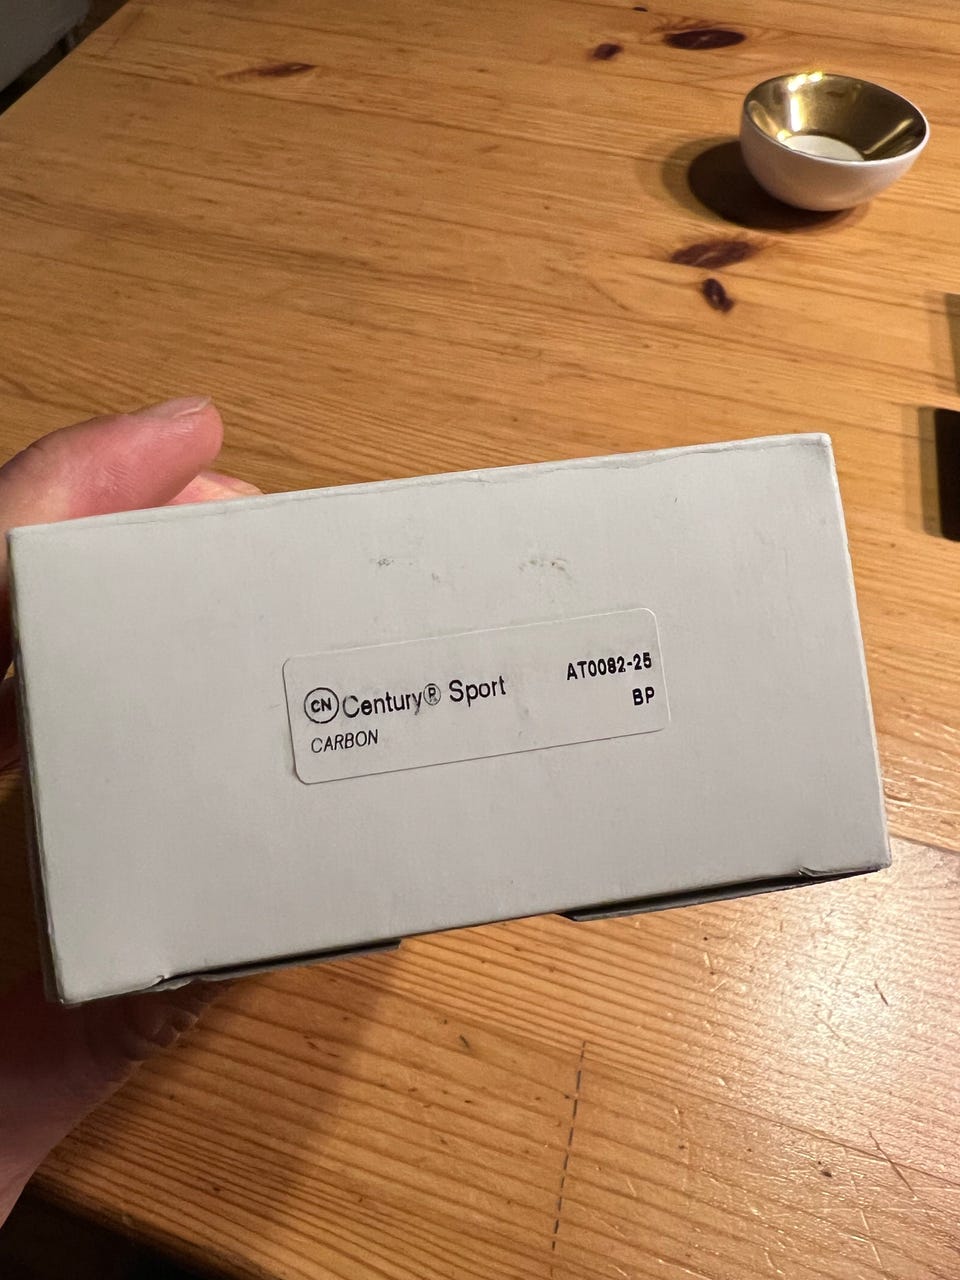 CN Century® Sport
CARBON
AT0082-25
BP